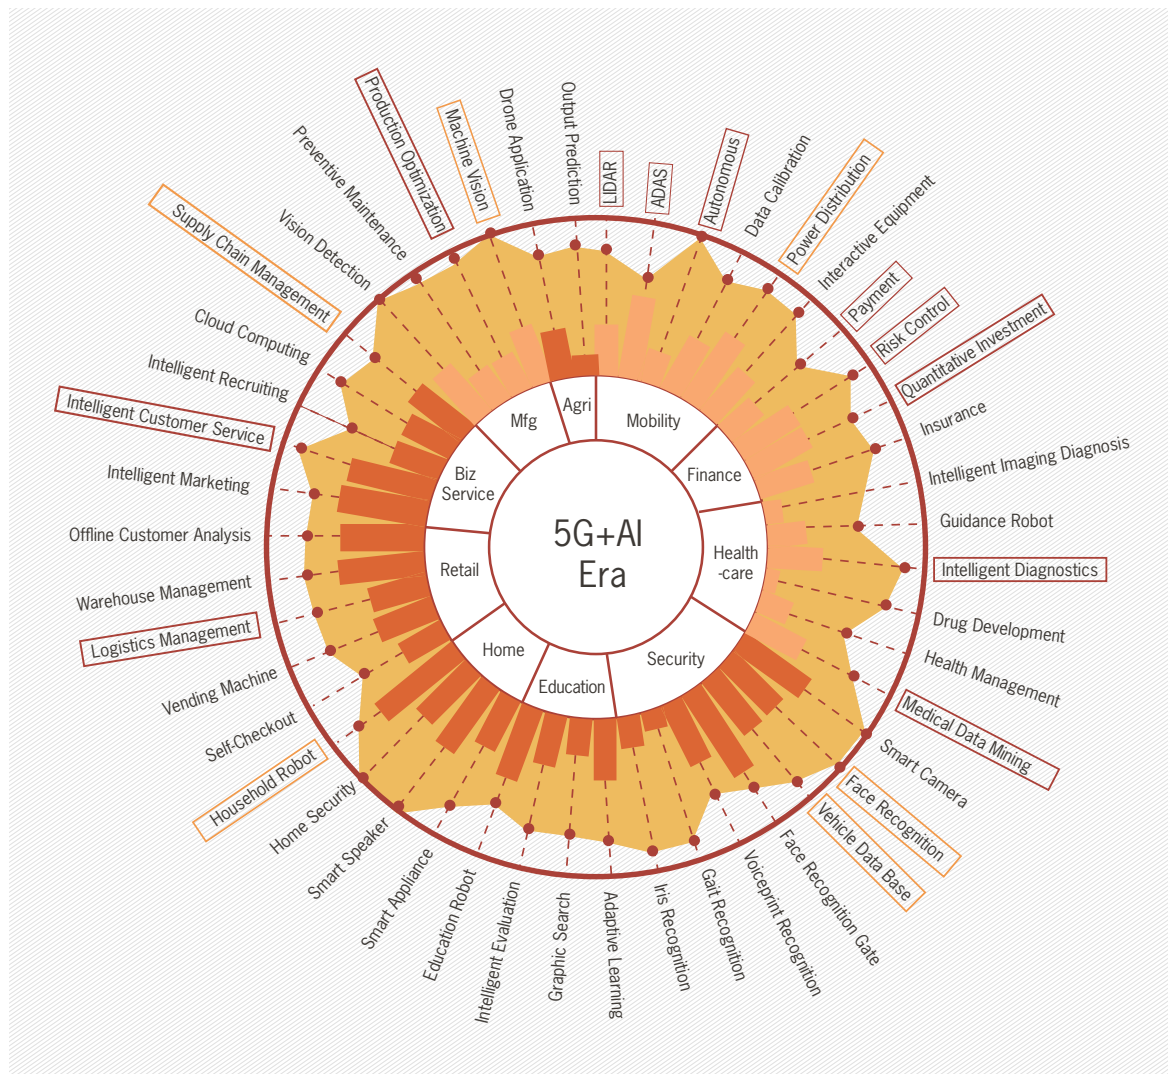 5G+AI
Era
Mobility
Finance
Health
-care
Security
Education
Home
Retail
Biz
Service
Mfg
Agri
LIDAR
ADAS
Autonomous
Data Calibration
Power Distribution
Interactive Equipment
Payment
Risk Control
Quantitative Investment
Insurance
Intelligent Imaging Diagnosis
Guidance Robot
Intelligent Diagnostics
Drug Development
Health Management
Medical Data Mining
Smart Camera
Face Recognition
Vehicle Data Base
Face Recognition Gate
Voiceprint Recognition
Gait Recognition
Iris Recognition
Adaptive Learning
Graphic Search
Intelligent Evaluation
Education Robot
Smart Appliance
Smart Speaker
Home Security
Household Robot
Self-Checkout
Vending Machine
Logistics Management
Warehouse Management
Offline Customer Analysis
Intelligent Marketing
Intelligent Customer Service
Intelligent Recruiting
Cloud Computing
Supply Chain Management
Vision Detection
Preventive Maintenance
Production Optimization
Machine Vision
Drone Application
Output Prediction